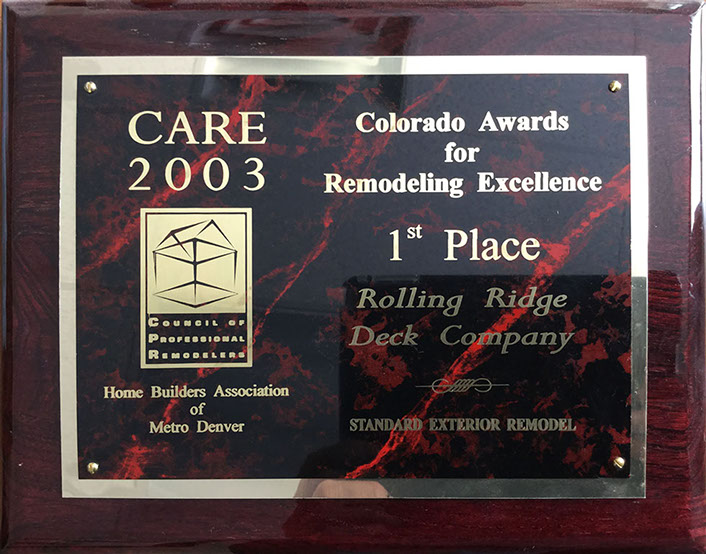 CARE
2003
COUNCIL OF
PROFESSIONAL
REMODELERS
Home Builders Association
of
Metro Denver
Colorado Awards
for
Remodeling Excellence
1st Place
Rolling Ridge
Deck Company
STANDARD EXTERIOR REMODEL